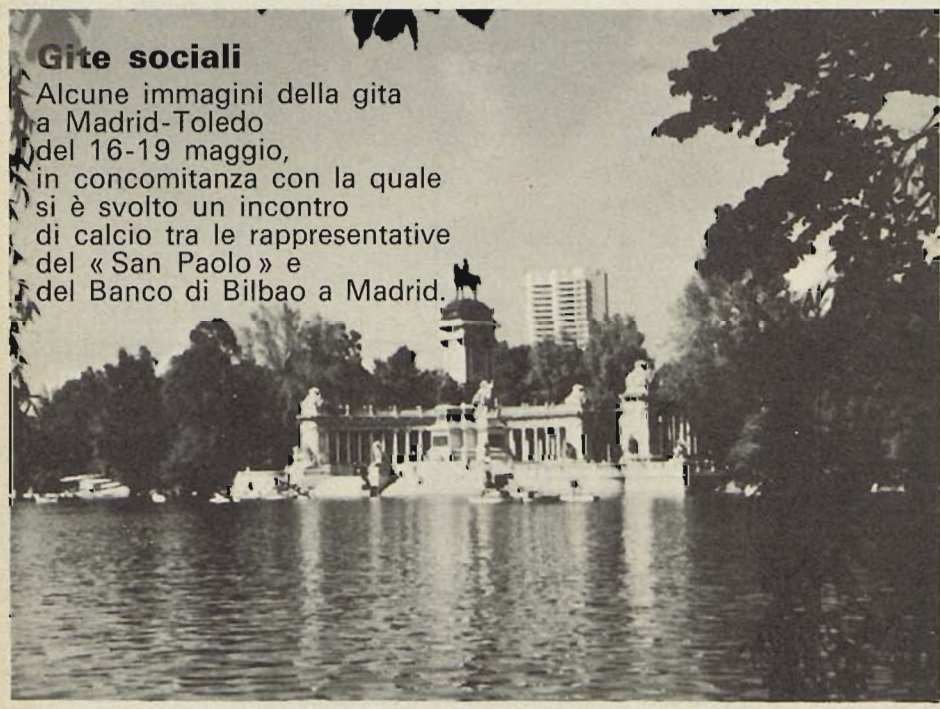 Gite sociali
Alcune immagini della gita
a Madrid-Toledo
del 16-19 maggio,
in concomitanza con la quale
si è svolto un incontro
di calcio tra le rappresentative
del « San Paolo » e
del Banco di Bilbao a Madrid.